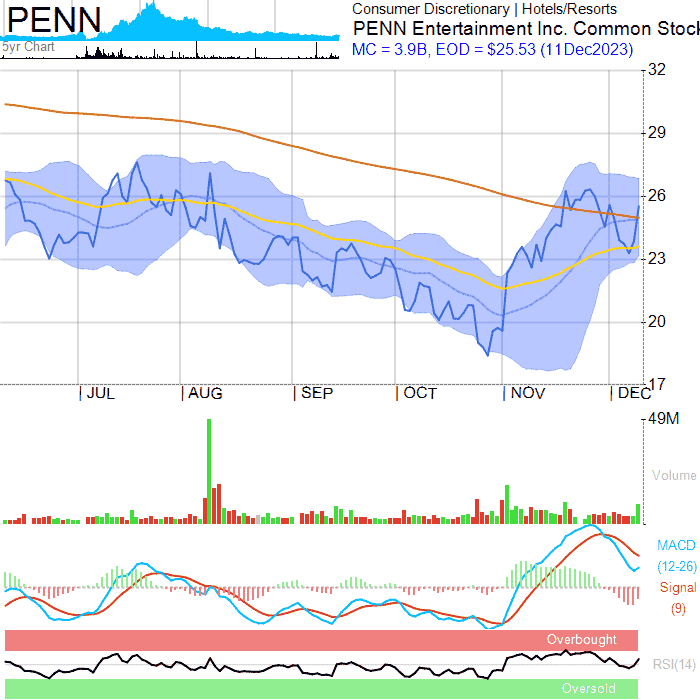 PENN
5yr Chart
Consumer Discretionary | Hotels/Resorts
PENN Entertainment Inc. Common Stoc
MC = 3.9B, EOD = $25.53 (11Dec2023)
32
29
26
23
20
17
JUL
AUG
SEP
OCT
NOV
DEC
49M
Volume
MACD
(12-26)
Signal
(9)
Overbought
RSI(14)
Oversold